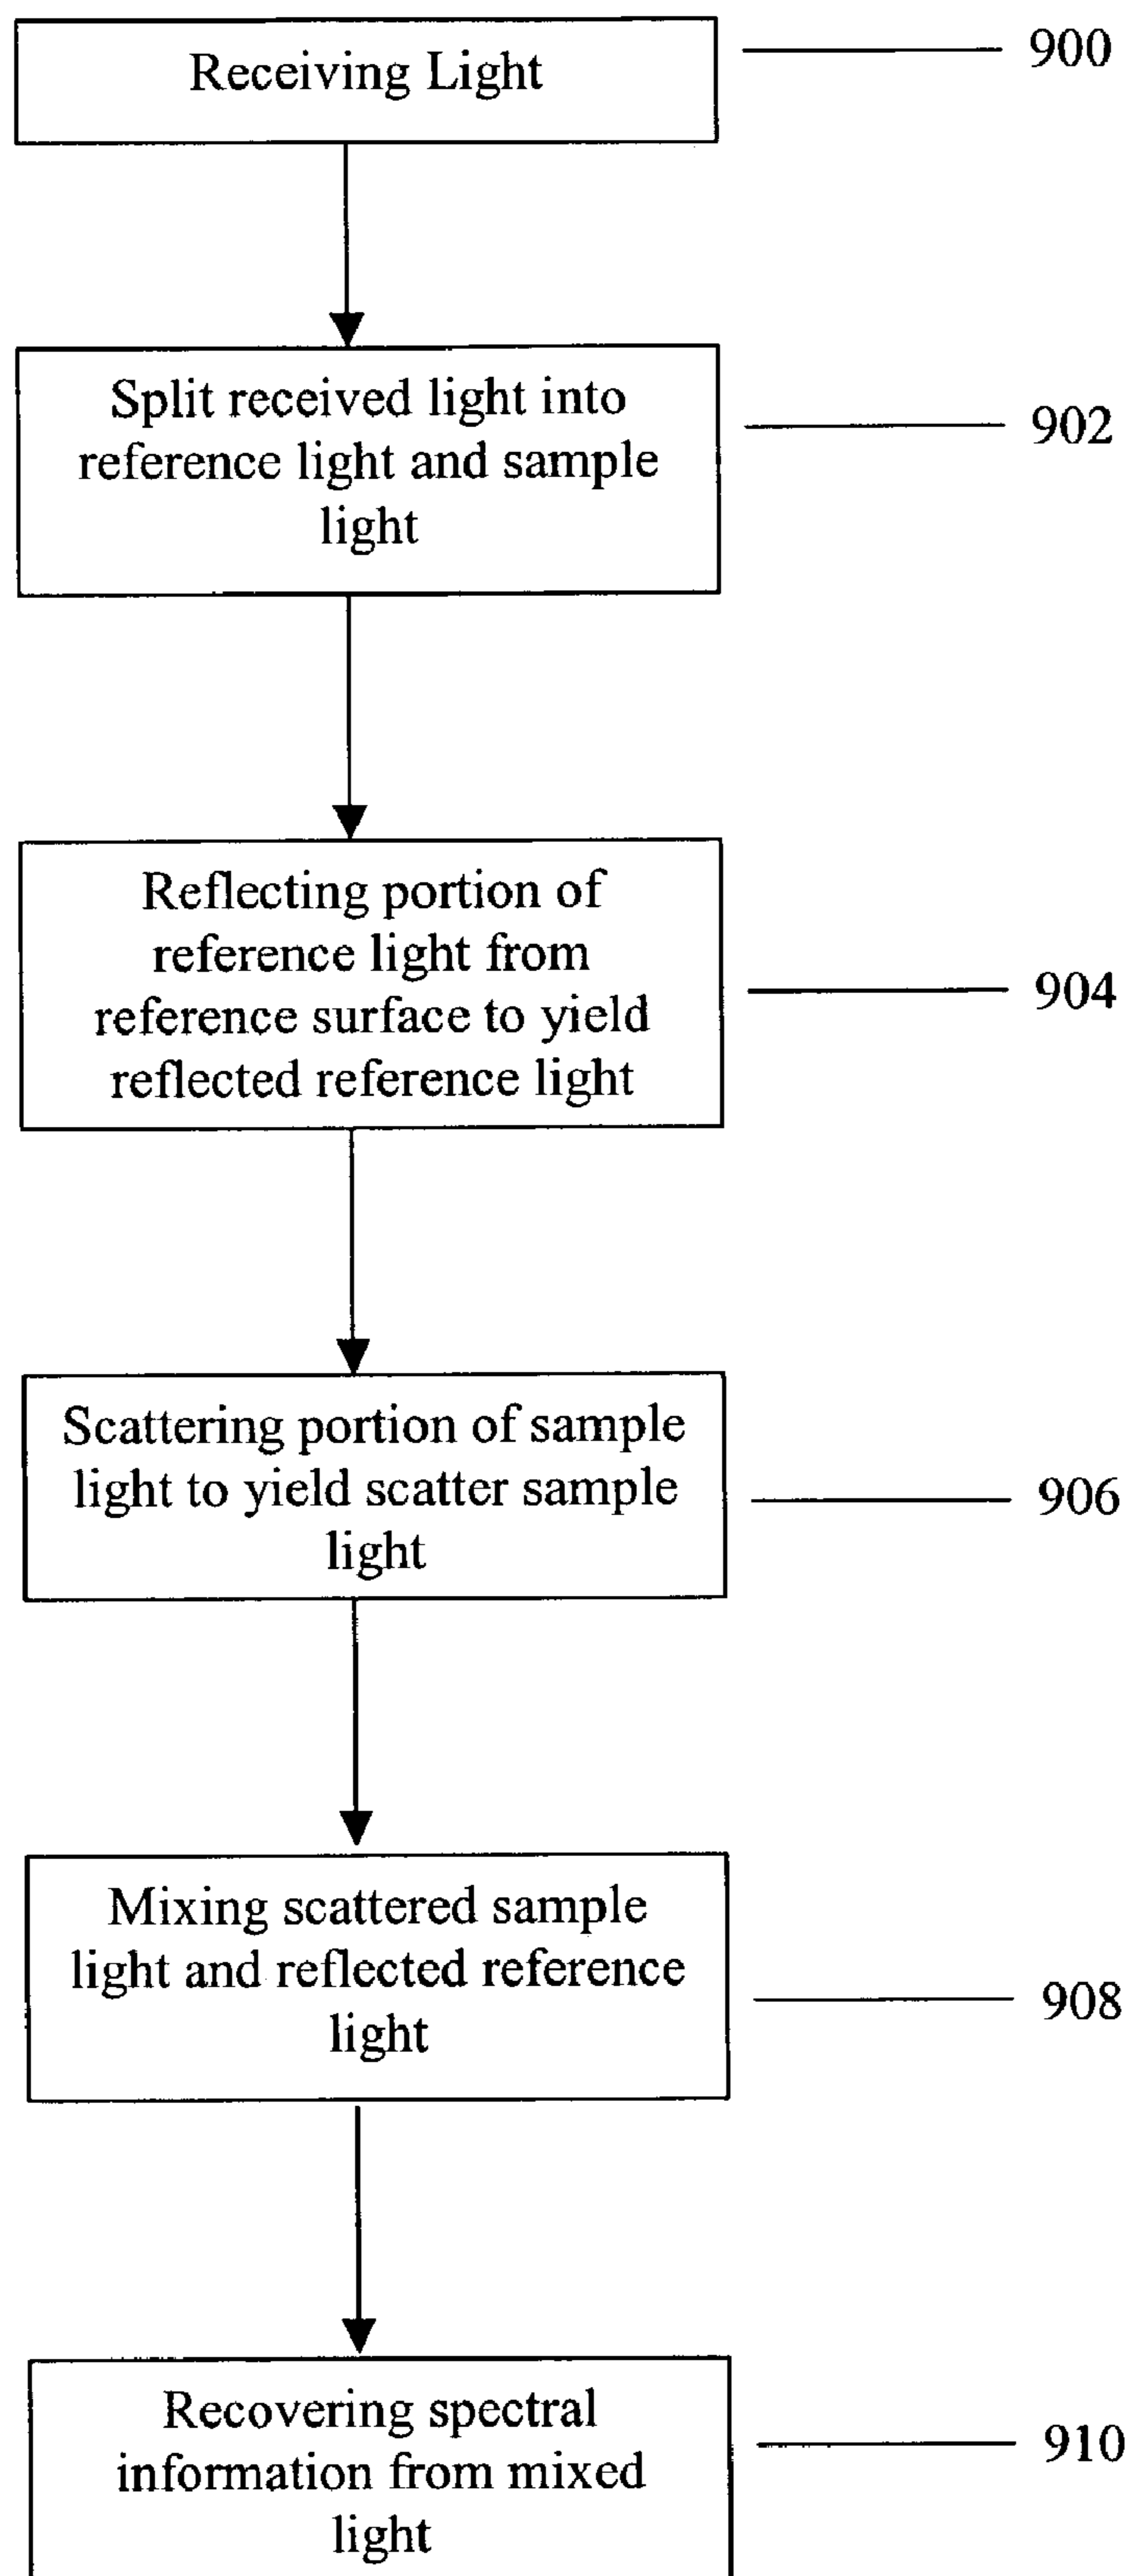 Receiving Light
900
Split received light into
reference light and sample
light
902
Reflecting portion of
reference light from
reference surface to yield
reflected reference light
904
Scattering portion of sample
light to yield scatter sample
light
906
Mixing scattered sample
light and reflected reference
light
908
Recovering spectral
information from mixed
light
910